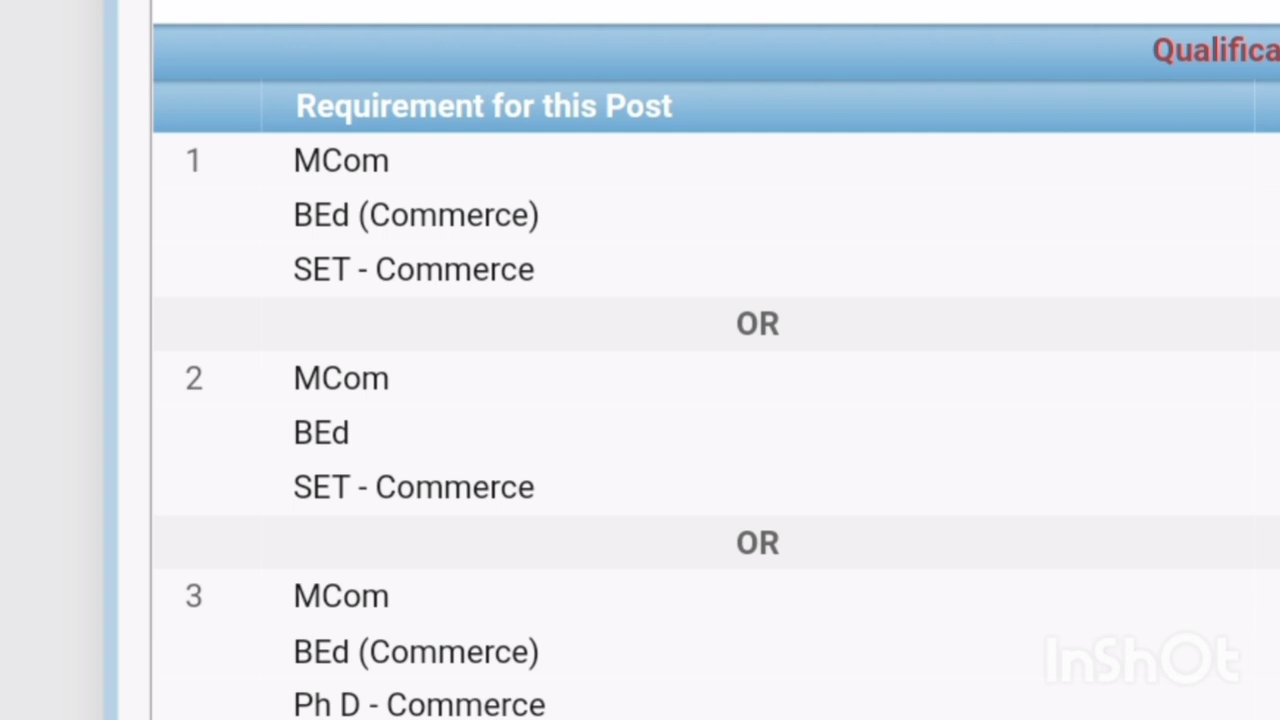 Qualifica
Requirement for this Post
1 MCom
BEd (Commerce)
SET - Commerce
OR
2 MCom
BEd
SET - Commerce
OR
3 MCom
BEd (Commerce)
Ph D - Commerce
InShOt